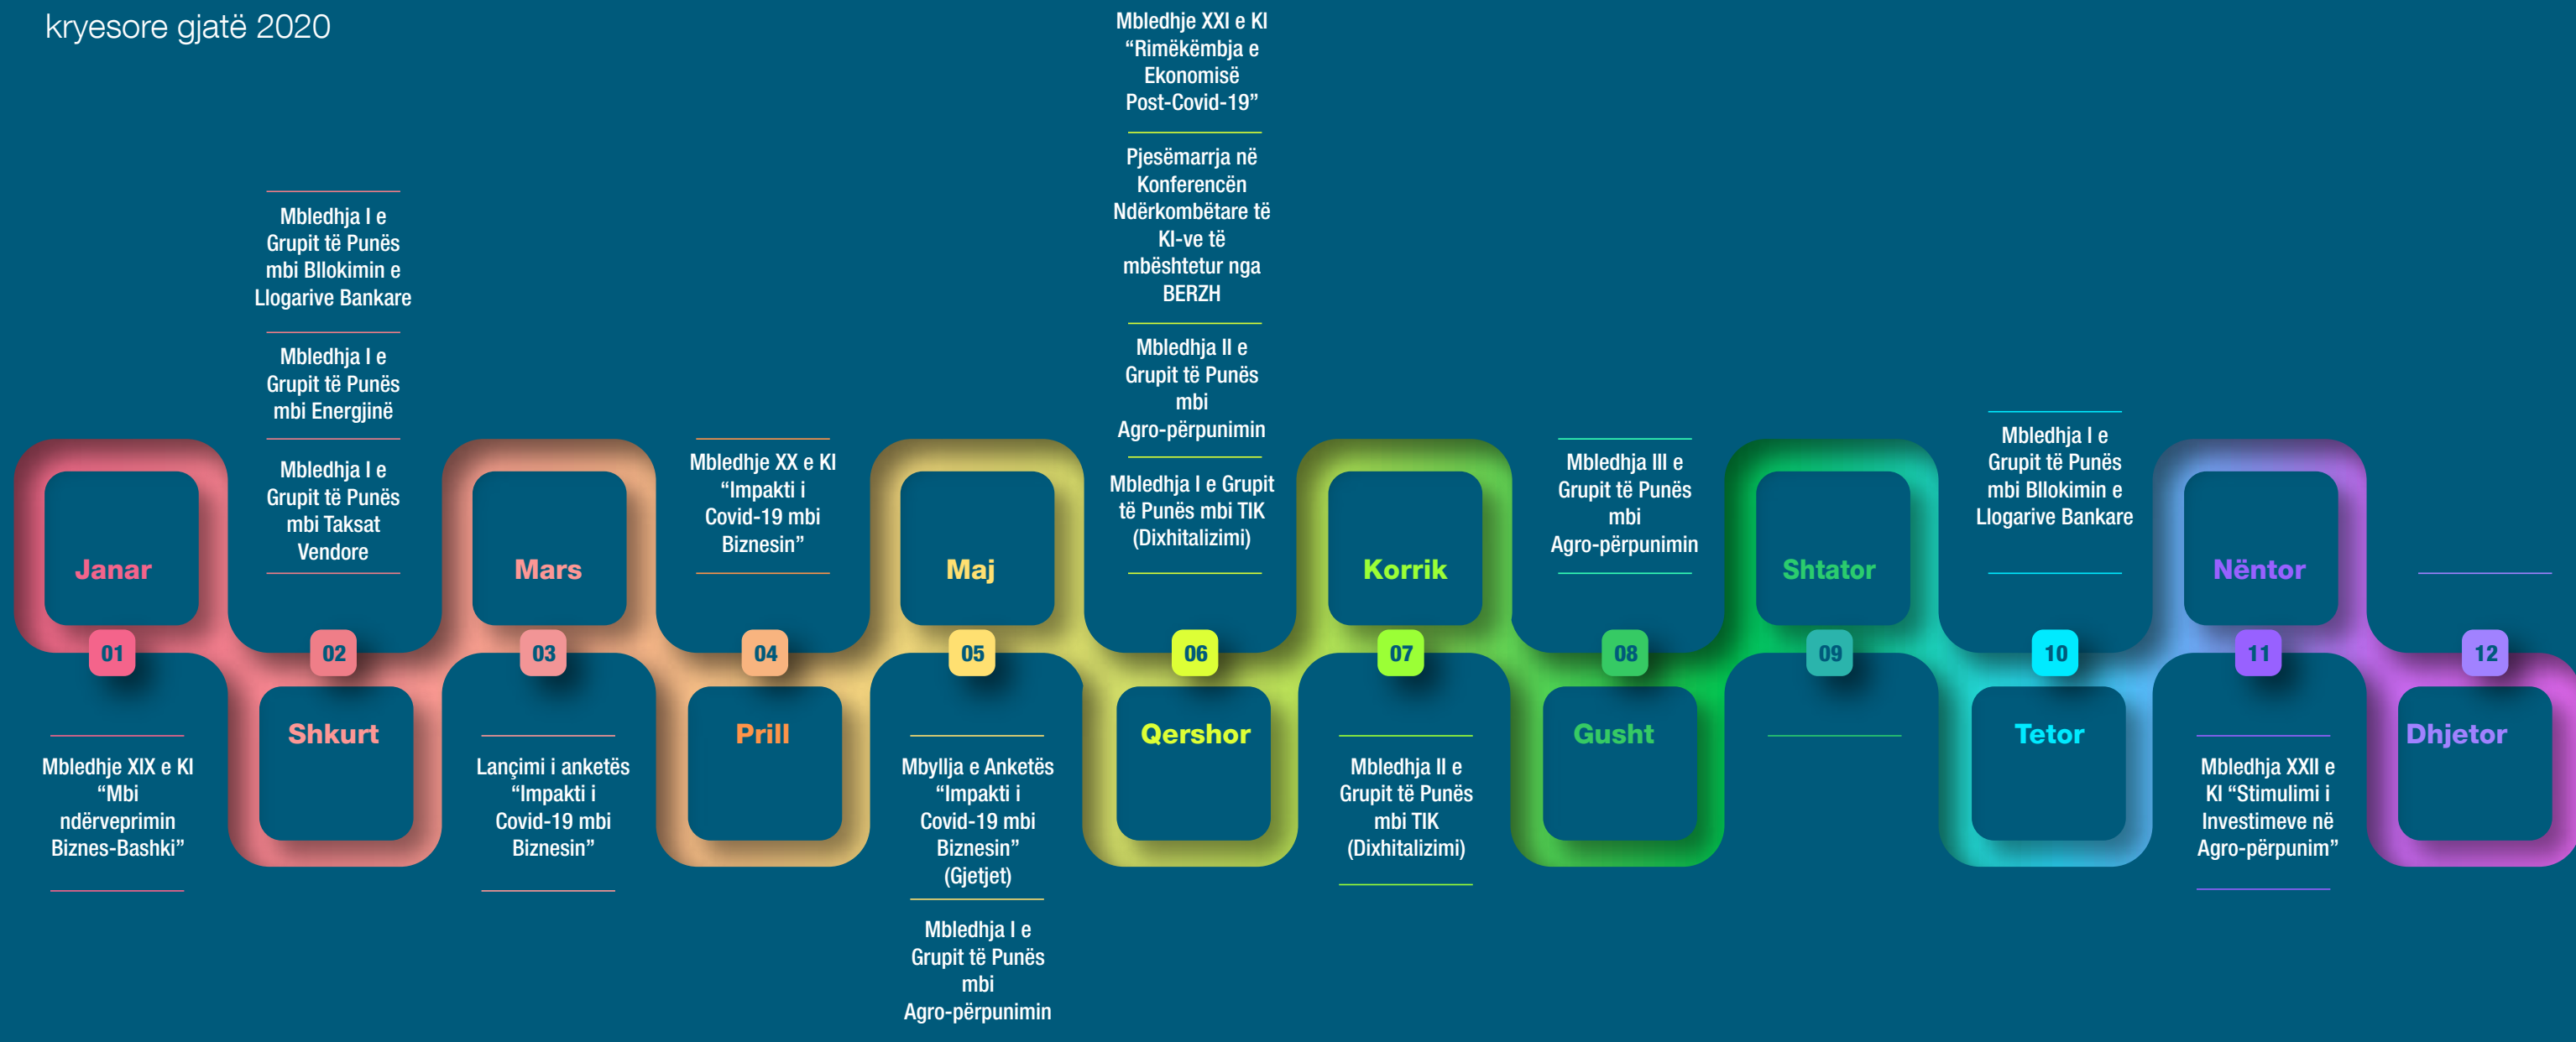 kryesore gjatë 2020
Janar
01
Mbledhje XIX e KI
“Mbi
ndërveprimin
Biznes-Bashki”
Mbledhja I e
Grupit të Punës
mbi Bllokimin e
Llogarive Bankare
Mbledhja I e
Grupit të Punës
mbi Energjinë
Mbledhja I e
Grupit të Punës
mbi Taksat
Vendore
02
Shkurt
Mars
03
Lançimi i anketës
“Impakti i
Covid-19 mbi
Biznesin”
Mbledhje XX e KI
“Impakti i
Covid-19 mbi
Biznesin”
04
Prill
Maj
05
Mbyllja e Anketës
“Impakti i
Covid-19 mbi
Biznesin”
(Gjetjet)
Mbledhja I e
Grupit të Punës
mbi
Agro-përpunimin
Mbledhje XXI e KI
“Rimëkëmbja e
Ekonomisë
Post-Covid-19”
Pjesëmarrja në
Konferencën
Ndërkombëtare të
KI-ve të
mbështetur nga
BERZH
Mbledhja II e
Grupit të Punës
mbi
Agro-përpunimin
Mbledhja I e Grupit
të Punës mbi TIK
(Dixhitalizimi)
06
Qershor
Korrik
07
Mbledhja II e
Grupit të Punës
mbi TIK
(Dixhitalizimi)
Mbledhja III e
Grupit të Punës
mbi
Agro-përpunimin
08
Gusht
Shtator
09
Mbledhja I e
Grupit të Punës
mbi Bllokimin e
Llogarive Bankare
10
Tetor
Nëntor
11
Mbledhja XXII e
KI “Stimulimi i
Investimeve në
Agro-përpunim”
12
Dhjetor